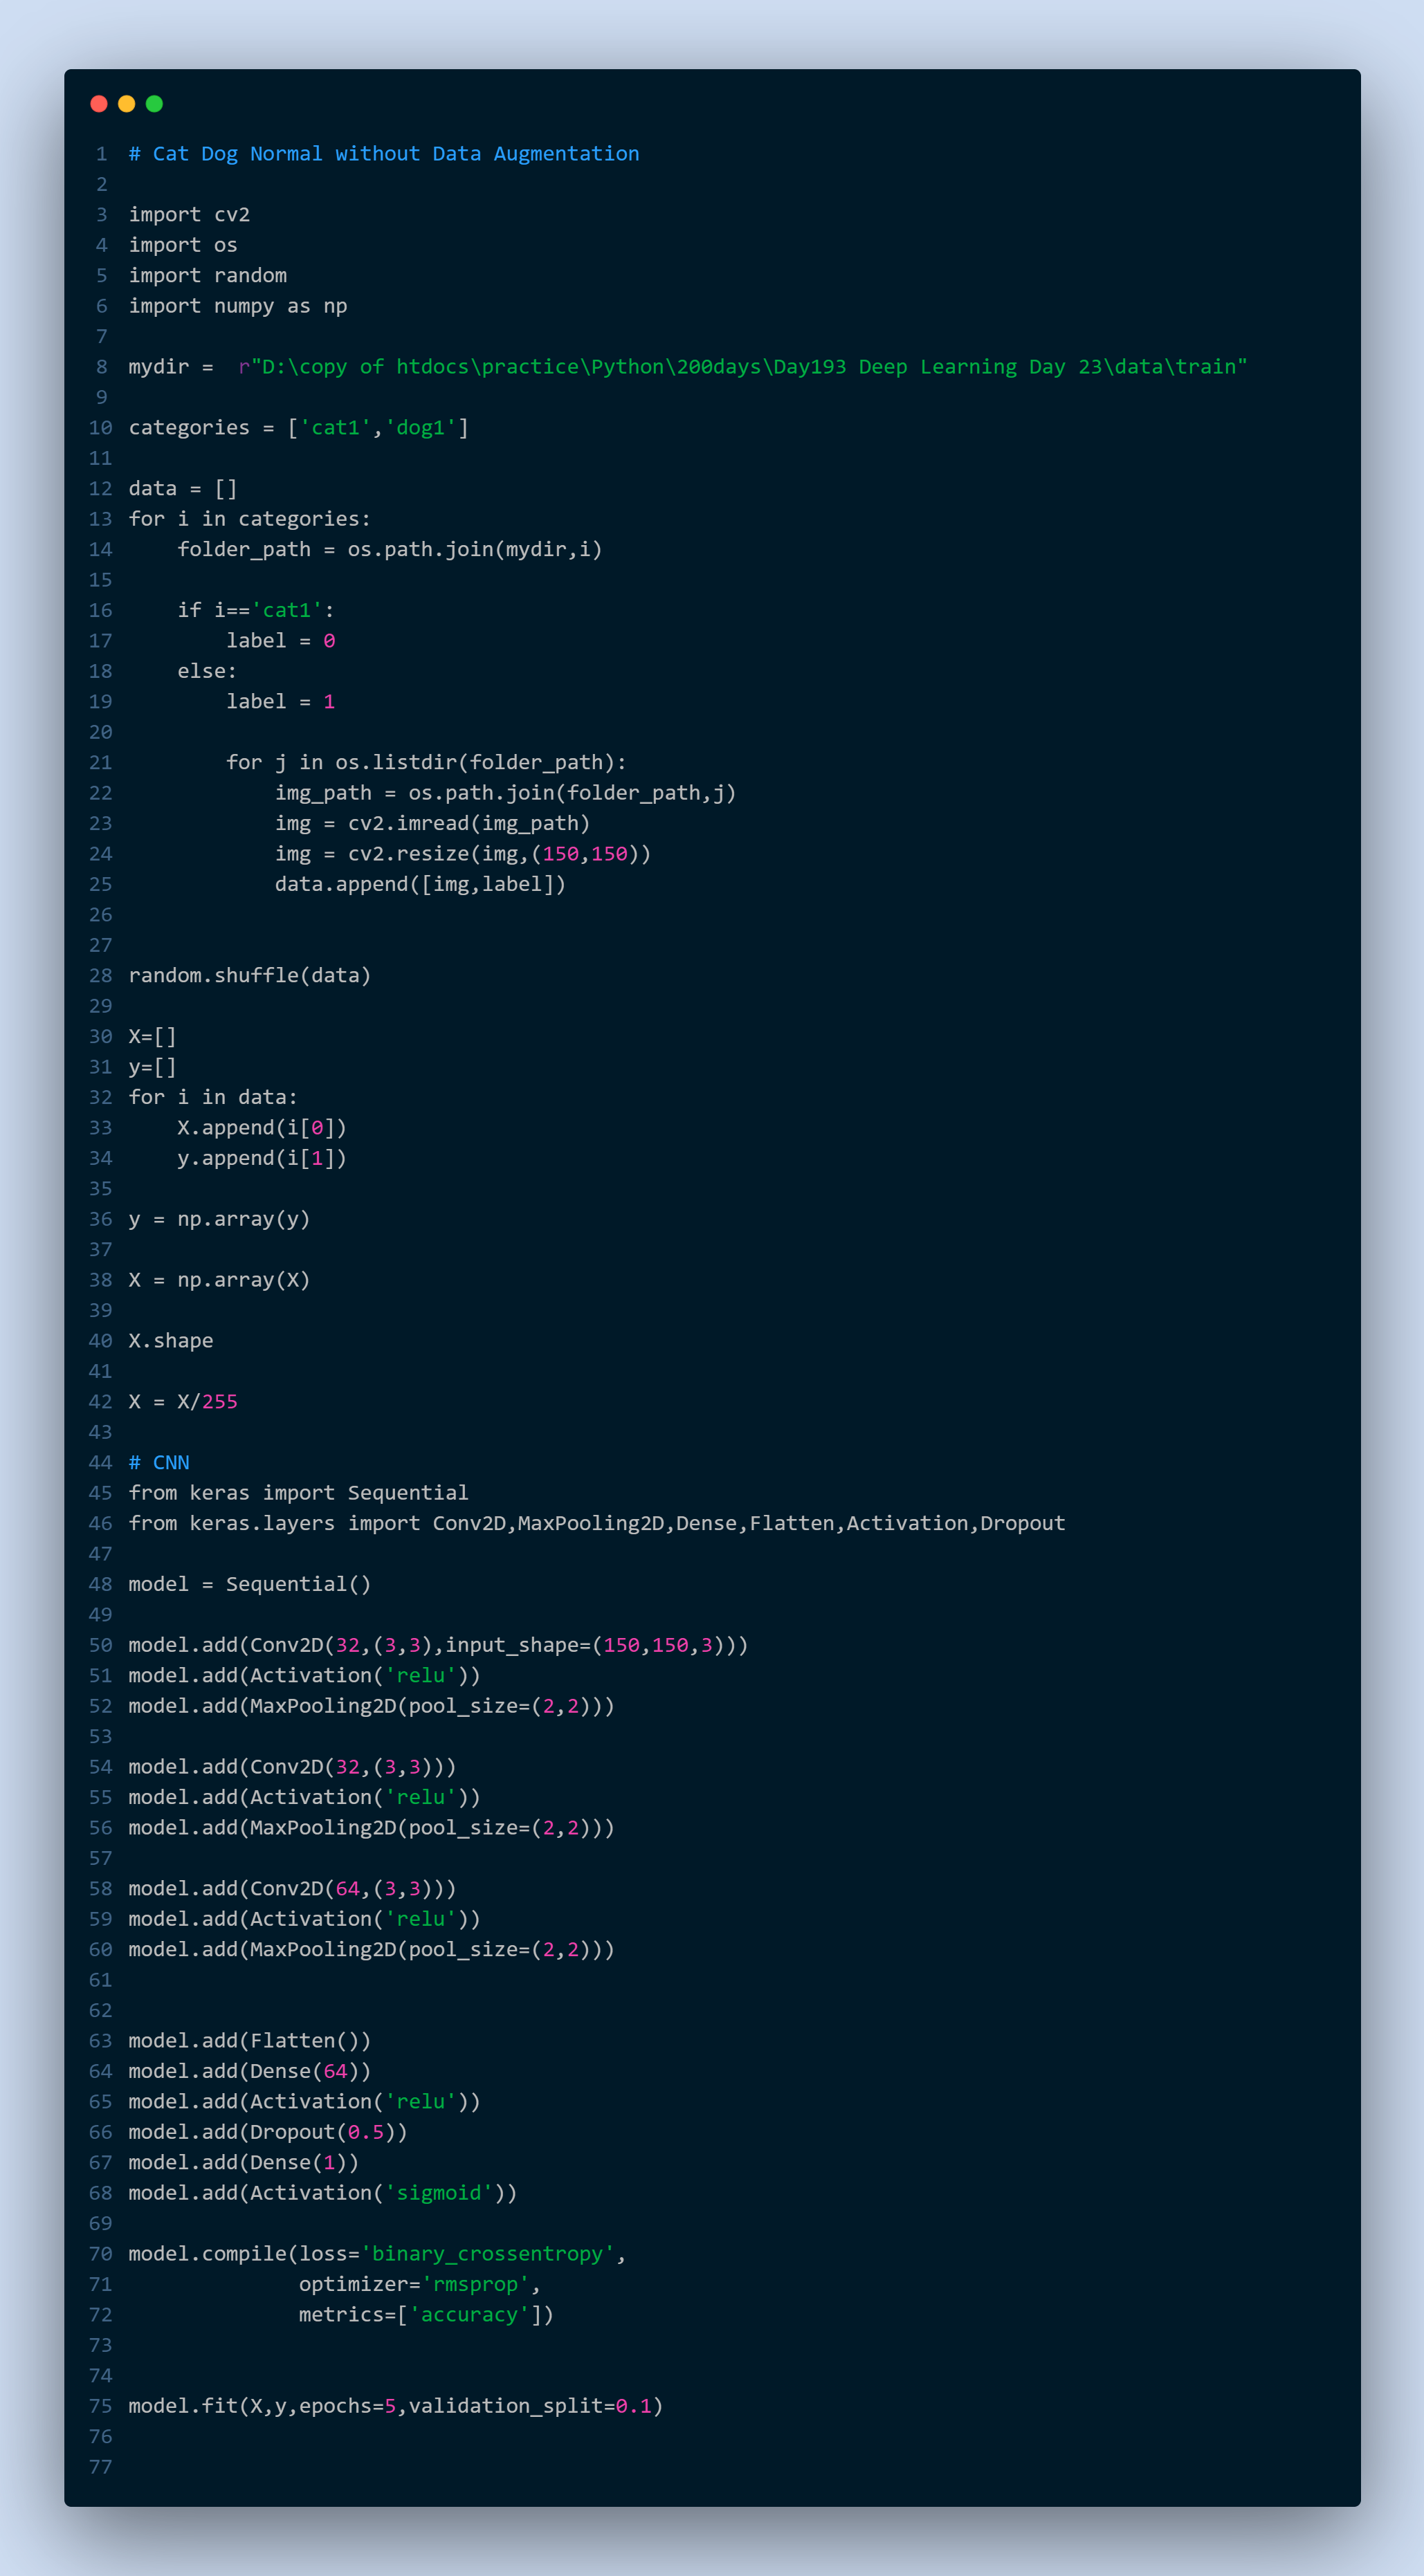 1 # Cat Dog Normal without Data Augmentation
2
3 import cv2
4 import os
5 import random
6 import numpy as np
7
8 mydir =  r"D:\copy of htdocs\practice\Python\200days\Day193 Deep Learning Day 23\data\train"
9
10 categories = ['cat1','dog1']
11
12 data = []
13 for i in categories:
14     folder_path = os.path.join(mydir,i)
15
16     if i=='cat1':
17         label = 0
18     else:
19         label = 1
20
21         for j in os.listdir(folder_path):
22             img_path = os.path.join(folder_path,j)
23             img = cv2.imread(img_path)
24             img = cv2.resize(img,(150,150))
25             data.append([img,label])
26
27
28 random.shuffle(data)
29
30 X=[]
31 y=[]
32 for i in data:
33     X.append(i[0])
34     y.append(i[1])
35
36 y = np.array(y)
37
38 X = np.array(X)
39
40 X.shape
41
42 X = X/255
43
44 # CNN
45 from keras import Sequential
46 from keras.layers import Conv2D,MaxPooling2D,Dense,Flatten,Activation,Dropout
47
48 model = Sequential()
49
50 model.add(Conv2D(32,(3,3),input_shape=(150,150,3)))
51 model.add(Activation('relu'))
52 model.add(MaxPooling2D(pool_size=(2,2)))
53
54 model.add(Conv2D(32,(3,3)))
55 model.add(Activation('relu'))
56 model.add(MaxPooling2D(pool_size=(2,2)))
57
58 model.add(Conv2D(64,(3,3)))
59 model.add(Activation('relu'))
60 model.add(MaxPooling2D(pool_size=(2,2)))
61
62
63 model.add(Flatten())
64 model.add(Dense(64))
65 model.add(Activation('relu'))
66 model.add(Dropout(0.5))
67 model.add(Dense(1))
68 model.add(Activation('sigmoid'))
69
70 model.compile(loss='binary_crossentropy',
71               optimizer='rmsprop',
72               metrics=['accuracy'])
73
74
75 model.fit(X,y,epochs=5,validation_split=0.1)
76
77